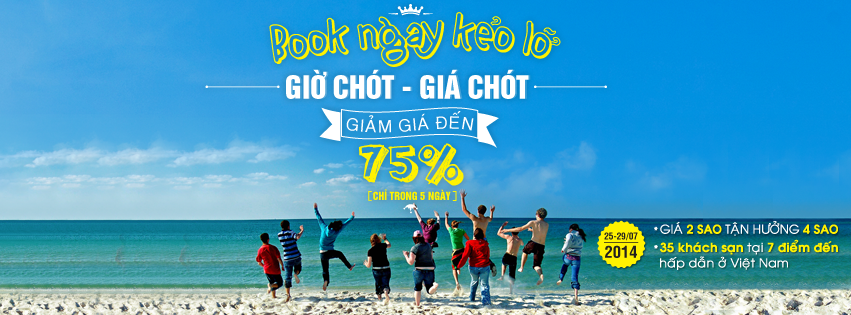 Book ngay kẻo lỡ
GIỜ CHÓT - GIÁ CHÓT
GIẢM GIÁ ĐẾN
75%
[CHỈ TRONG 5 NGÀY]
25-29/07
2014
• GIÁ 2 SAO TẬN HƯỞNG 4 SAO
• 35 khách sạn tại 7 điểm đến
hấp dẫn ở Việt Nam